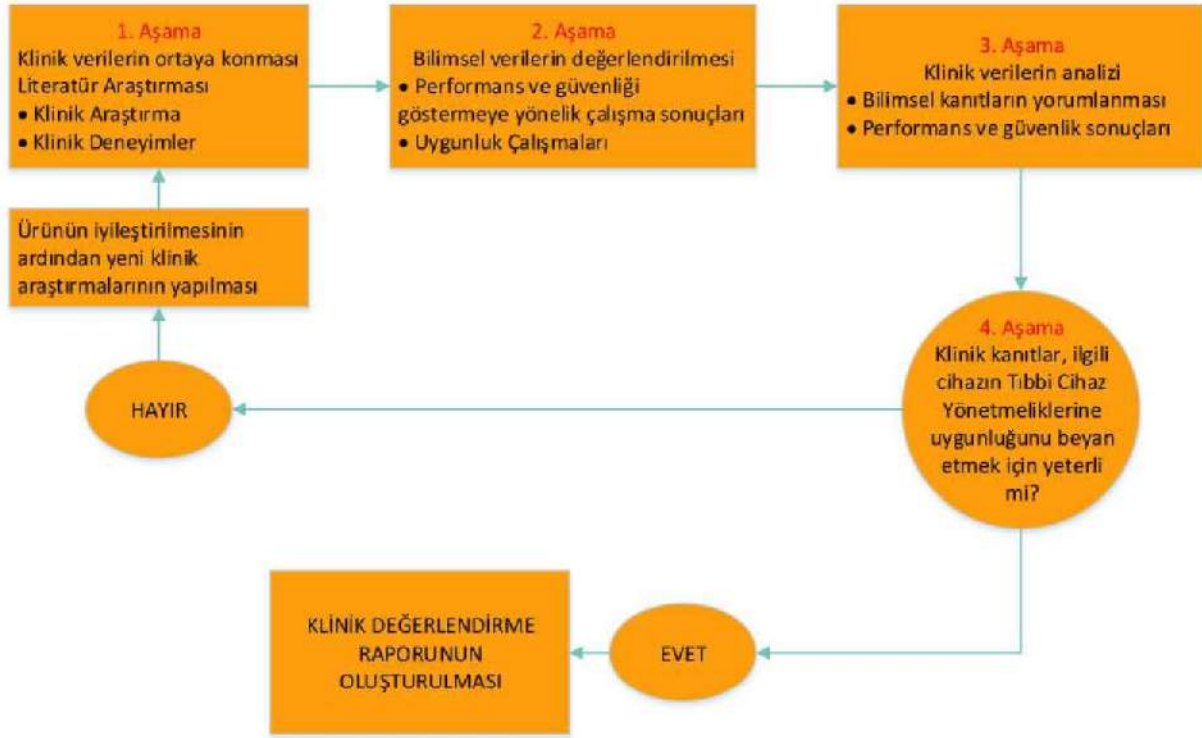 1. Aşama
Klinik verilerin ortaya konması
Literatür Araştırması
• Klinik Araştırma
• Klinik Deneyimler
2. Aşama
Bilimsel verilerin değerlendirilmesi
• Performans ve güvenliği
göstermeye yönelik çalışma sonuçları
• Uygunluk Çalışmaları
3. Aşama
Klinik verilerin analizi
• Bilimsel kanıtların yorumlanması
• Performans ve güvenlik sonuçları
Ürünün iyileştirilmesinin
ardından yeni klinik
araştırmalarının yapılması
4. Aşama
Klinik kanıtlar, ilgili
cihazın Tıbbi Cihaz
Yönetmeliklerine
uygunluğunu beyan
etmek için yeterli
mi?
HAYIR
KLİNİK DEĞERLENDİRME
RAPORUNUN
OLUŞTURULMASI
EVET